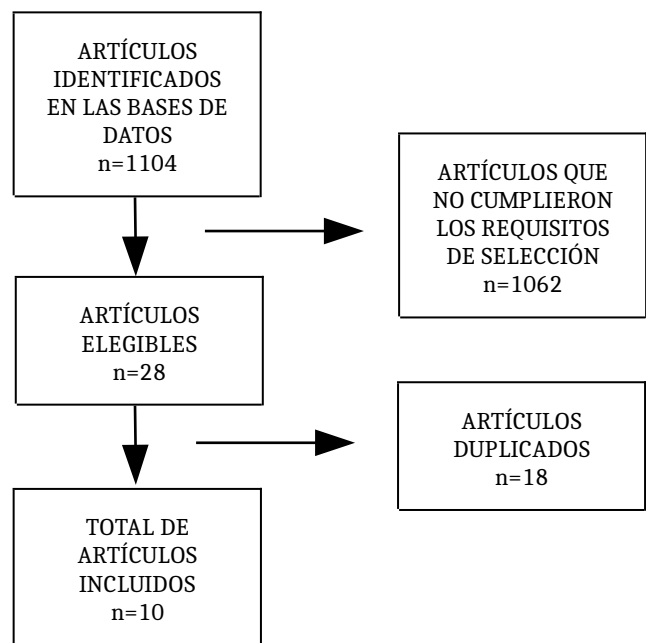 ARTÍCULOS
IDENTIFICADOS
EN LAS BASES DE
DATOS
n=1104
ARTÍCULOS QUE
NO CUMPLIERON
LOS REQUISITOS
DE SELECCIÓN
n=1062
ARTÍCULOS
ELEGIBLES
n=28
ARTÍCULOS
DUPLICADOS
n=18
TOTAL DE
ARTÍCULOS
INCLUIDOS
n=10